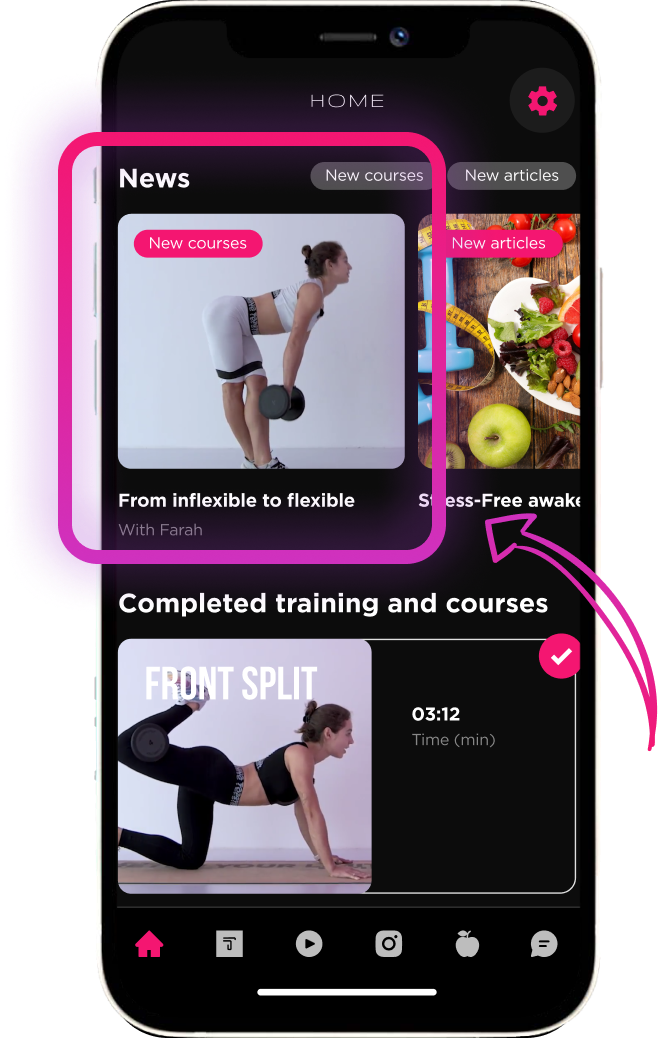 HOME
News
New courses
New articles
New courses
New articles
From inflexible to flexible
Stress-Free awake
With Farah
Completed training and courses
FRONT SPLIT
03:12
Time (min)